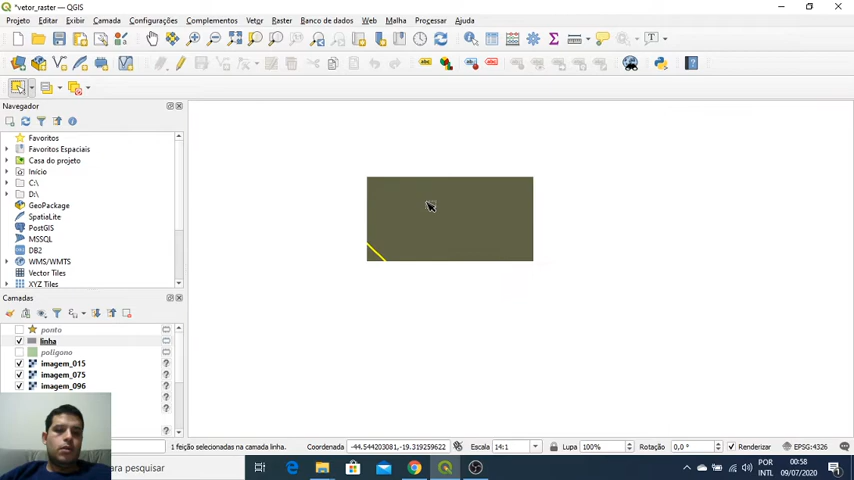 *vetor_raster — QGIS
Projeto Editar Exibir Camada Configurações Complementos Vetor Raster Banco de dados Web Malha Processar Ajuda
Navegador
Favoritos
Favoritos Espaciais
Casa do projeto
Início
C:\
D:\
GeoPackage
SpatiaLite
PostGIS
MSSQL
DB2
WMS/WMTS
Vector Tiles
XYZ Tiles
Camadas
ponto
linha
poligono
imagem_015
imagem_075
imagem_096
1 feição selecionadas na camada linha. Coordenada -44.544203081,-19.319259622 Escala 14:1 Lupa 100% Rotação 0,0 ° Renderizar EPSG:4326
para pesquisar
POR
INTL
00:58
09/07/2020